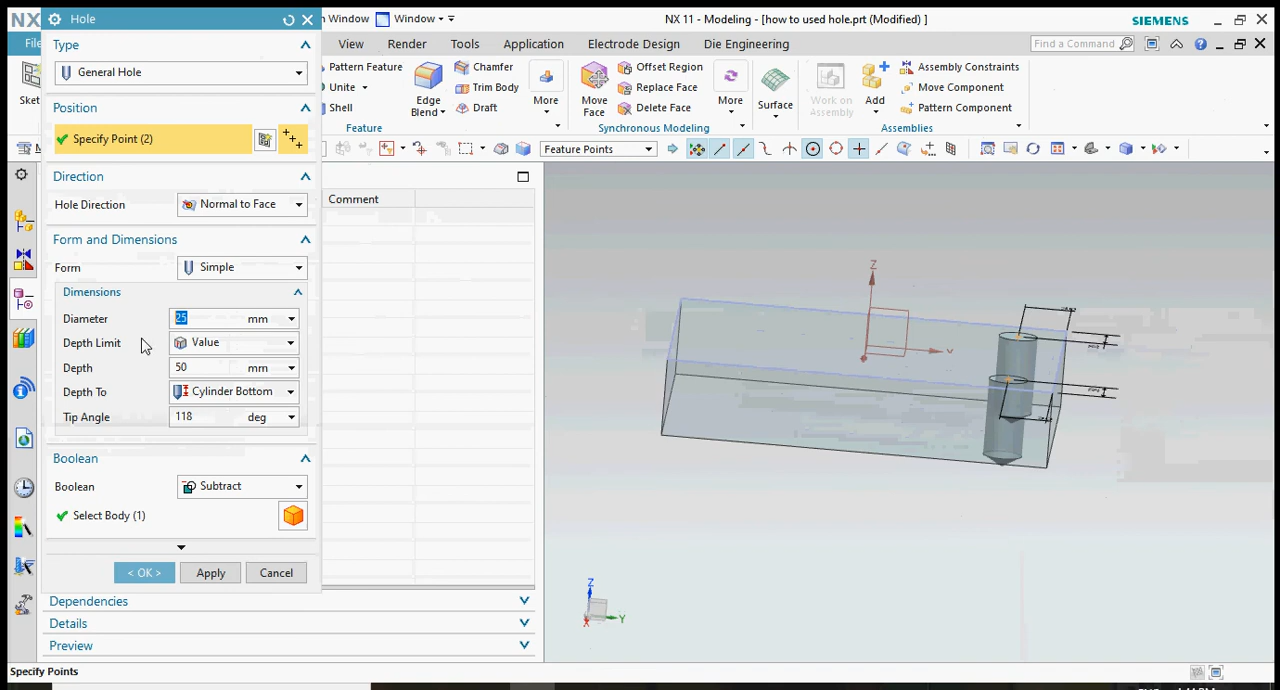 NX
Hole
Window
Window
NX 11 - Modeling - [how to used hole.prt (Modified) ]
SIEMENS
File
View
Render
Tools
Application
Electrode Design
Die Engineering
Find a Command
Type
General Hole
Position
Specify Point (2)
Direction
Hole Direction
Normal to Face
Form and Dimensions
Form
Simple
Dimensions
Diameter
25
mm
Depth Limit
Value
Depth
50
mm
Depth To
Cylinder Bottom
Tip Angle
118
deg
Boolean
Boolean
Subtract
Select Body (1)
< OK >
Apply
Cancel
Pattern Feature
Unite
Shell
Edge
Blend
Chamfer
Trim Body
Draft
More
Feature
Move
Face
Offset Region
Replace Face
Delete Face
More
Synchronous Modeling
Surface
Work on
Assembly
Add
Assembly Constraints
Move Component
Pattern Component
Assemblies
Feature Points
Comment
Z
Y
Z
X
Y
Dependencies
Details
Preview
Specify Points